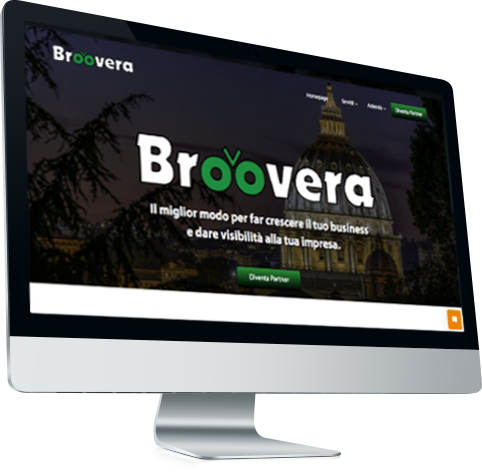 Broovera
Homepage Servizi Azienda Diventa Partner
Broovera
Il miglior modo per far crescere il tuo business
e dare visibilità alla tua impresa.
Diventa Partner